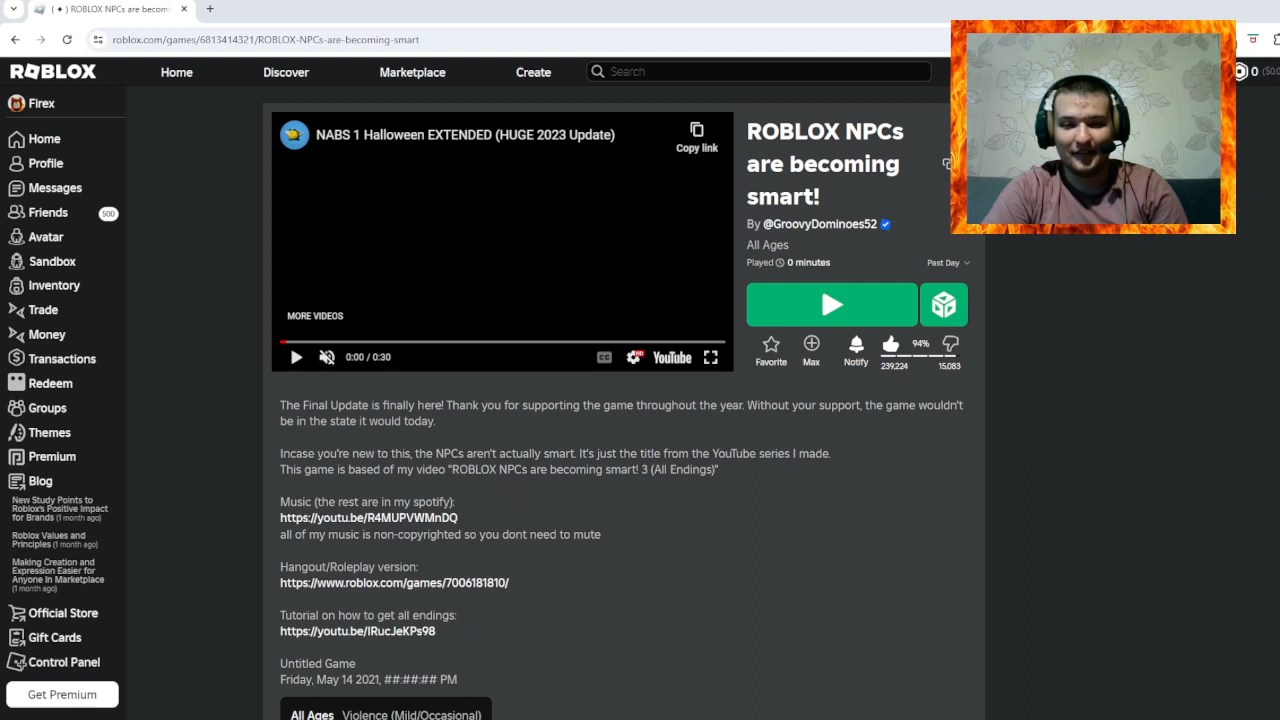 ( ✦ ) ROBLOX NPCs are becom
roblox.com/games/6813414321/ROBLOX-NPCs-are-becoming-smart
ROBLOX
Home
Discover
Marketplace
Create
Search
0
Firex
Home
Profile
Messages
Friends
500
Avatar
Sandbox
Inventory
Trade
Money
Transactions
Redeem
Groups
Themes
Premium
Blog
New Study Points to
Roblox's Positive Impact
for Brands (1 month ago)
Roblox Values and
Principles (1 month ago)
Making Creation and
Expression Easier for
Anyone in Marketplace
(1 month ago)
Official Store
Gift Cards
Control Panel
Get Premium
NABS 1 Halloween EXTENDED (HUGE 2023 Update)
Copy link
MORE VIDEOS
0:00 / 0:30
CC
HD
YouTube
ROBLOX NPCs
are becoming
smart!
By @GroovyDominoes52
All Ages
Played 0 minutes
Past Day
Favorite
Max
Notify
94%
239,224
15,083
The Final Update is finally here! Thank you for supporting the game throughout the year. Without your support, the game wouldn't
be in the state it would today.
Incase you're new to this, the NPCs aren't actually smart. It's just the title from the YouTube series I made.
This game is based of my video "ROBLOX NPCs are becoming smart! 3 (All Endings)"
Music (the rest are in my spotify):
https://youtu.be/R4MUPVWMnDQ
all of my music is non-copyrighted so you dont need to mute
Hangout/Roleplay version:
https://www.roblox.com/games/7006181810/
Tutorial on how to get all endings:
https://youtu.be/IRucJeKPs98
Untitled Game
Friday, May 14 2021, ##:##:## PM
All Ages Violence (Mild/Occasional)